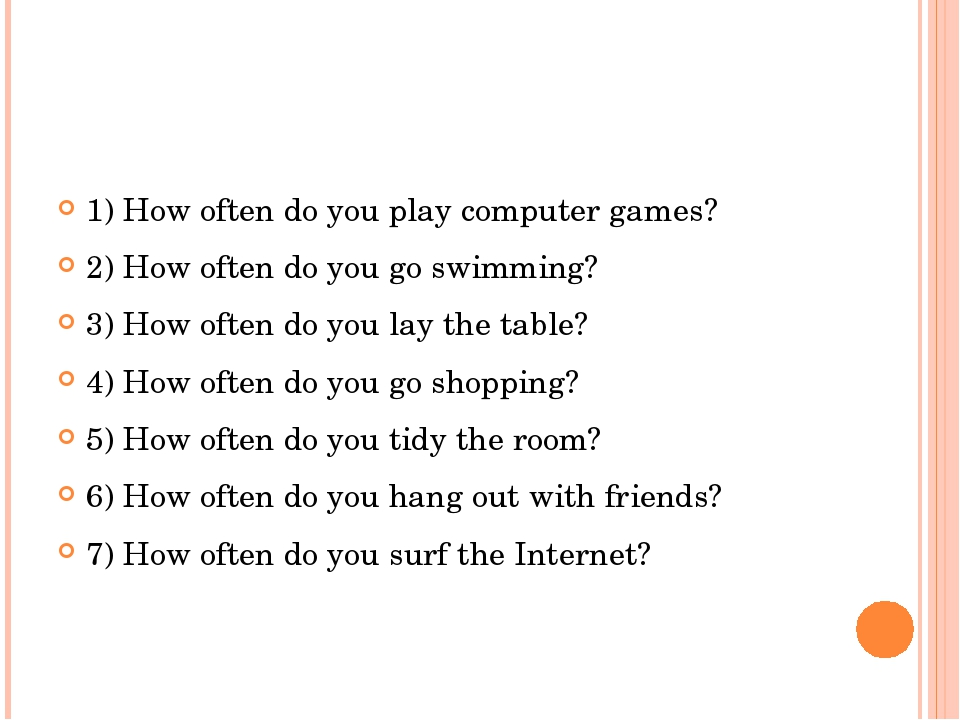 1) How often do you play computer games?
2) How often do you go swimming?
3) How often do you lay the table?
4) How often do you go shopping?
5) How often do you tidy the room?
6) How often do you hang out with friends?
7) How often do you surf the Internet?